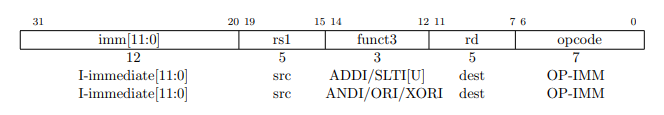 31 20 19 15 14 12 11 7 6 0
imm[11:0] rs1 funct3 rd opcode
12 5 3 5 7
I-immediate[11:0] src ADDI/SLTI[U] dest OP-IMM
I-immediate[11:0] src ANDI/ORI/XORI dest OP-IMM